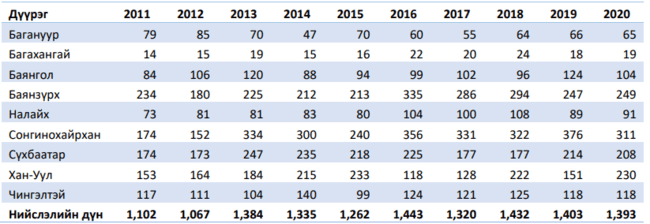 Дүүрэг 2011 2012 2013 2014 2015 2016 2017 2018 2019 2020
Багануур 79 85 70 47 70 60 55 64 66 65
Багахангай 14 15 19 15 16 22 20 24 18 19
Баянгол 84 106 120 88 94 99 102 96 124 104
Баянзүрх 234 180 225 212 213 335 286 294 247 249
Налайх 73 81 81 83 80 104 100 108 89 91
Сонгинохайрхан 174 152 334 300 240 356 331 322 376 311
Сүхбаатар 174 173 247 235 218 225 177 177 214 208
Хан-Уул 153 164 184 215 233 118 128 222 151 230
Чингэлтэй 117 111 104 140 99 124 121 125 118 118
Нийслэлийн дүн 1,102 1,067 1,384 1,335 1,262 1,443 1,320 1,432 1,403 1,393